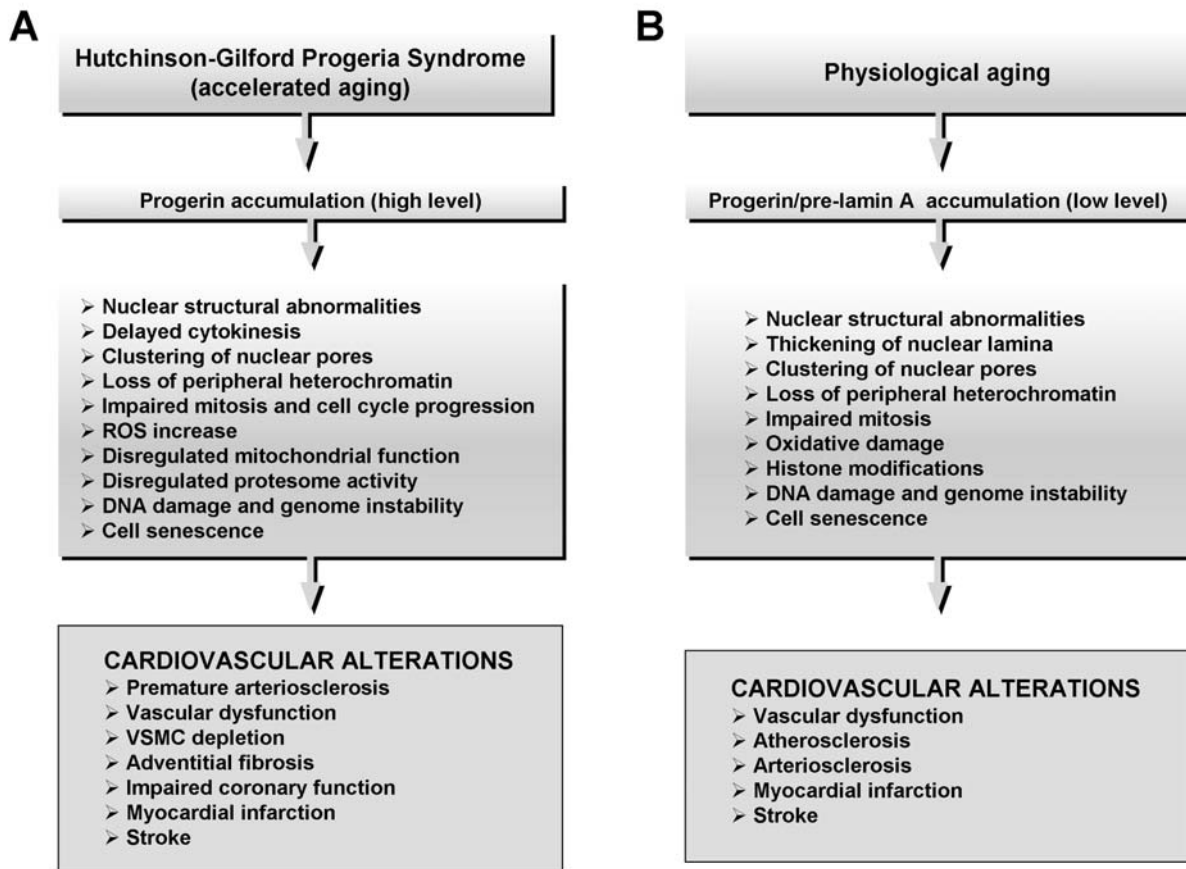 A
Hutchinson-Gilford Progeria Syndrome
(accelerated aging)
Progerin accumulation (high level)
➢ Nuclear structural abnormalities
➢ Delayed cytokinesis
➢ Clustering of nuclear pores
➢ Loss of peripheral heterochromatin
➢ Impaired mitosis and cell cycle progression
➢ ROS increase
➢ Disregulated mitochondrial function
➢ Disregulated protesome activity
➢ DNA damage and genome instability
➢ Cell senescence
CARDIOVASCULAR ALTERATIONS
➢ Premature arteriosclerosis
➢ Vascular dysfunction
➢ VSMC depletion
➢ Adventitial fibrosis
➢ Impaired coronary function
➢ Myocardial infarction
➢ Stroke
B
Physiological aging
Progerin/pre-lamin A accumulation (low level)
➢ Nuclear structural abnormalities
➢ Thickening of nuclear lamina
➢ Clustering of nuclear pores
➢ Loss of peripheral heterochromatin
➢ Impaired mitosis
➢ Oxidative damage
➢ Histone modifications
➢ DNA damage and genome instability
➢ Cell senescence
CARDIOVASCULAR ALTERATIONS
➢ Vascular dysfunction
➢ Atherosclerosis
➢ Arteriosclerosis
➢ Myocardial infarction
➢ Stroke